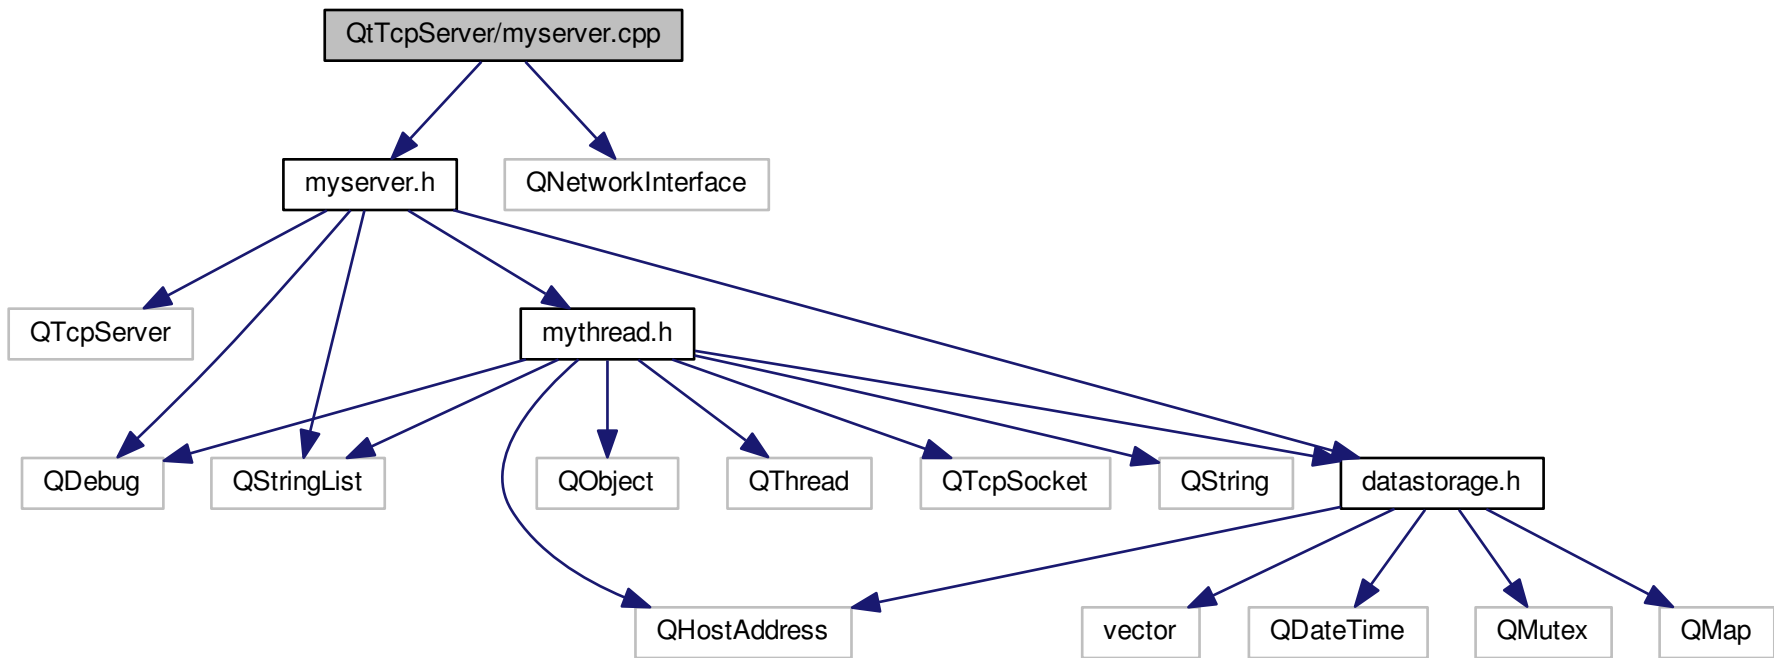 QtTcpServer/myserver.cpp
myserver.h
QNetworkInterface
QTcpServer
mythread.h
QDebug
QStringList
QObject
QThread
QTcpSocket
QString
datastorage.h
QHostAddress
vector
QDateTime
QMutex
QMap